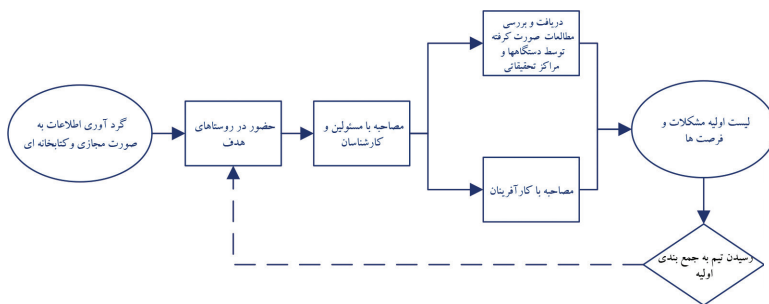 گرد آوری اطلاعات به
صورت مجازی وکتابخانه ای
حضور در روستاهای
هدف
مصاحبه با مسئولین و
کارشناسان
دریافت و بررسی
مطالعات صورت گرفته
توسط دستگاهها و
مراکز تحقیقاتی
مصاحبه با کارآفرینان
لیست اولیه مشکلات و
فرصت ها
رسیدن تیم به جمع بندی
اولیه